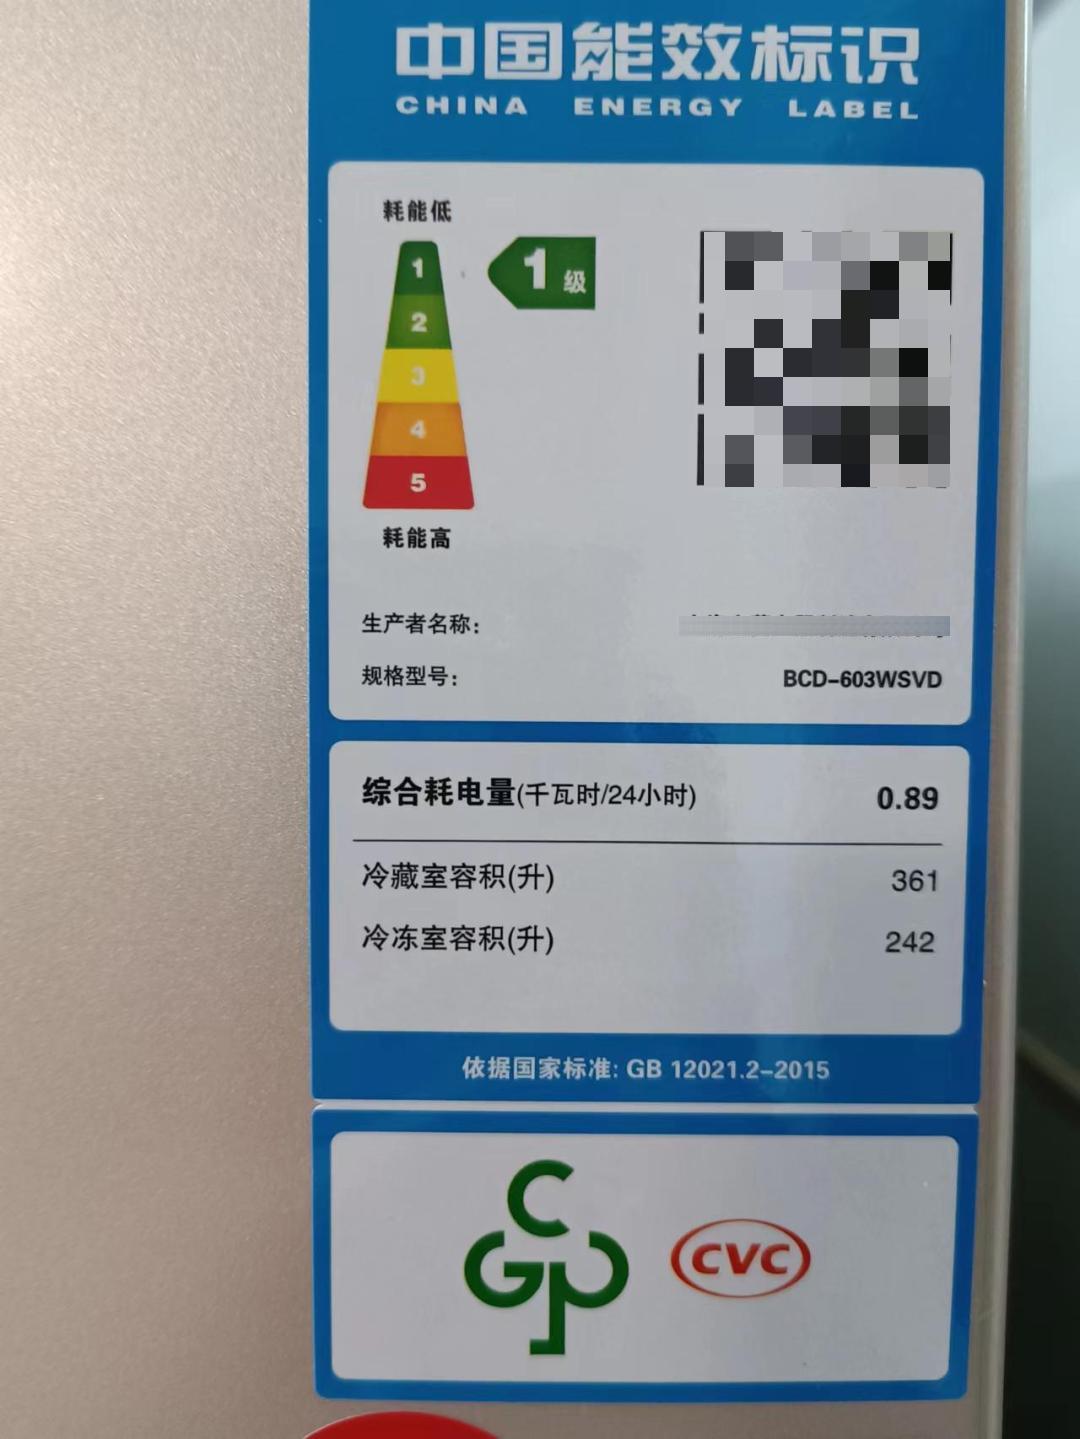 中国能效标识
CHINA ENERGY LABEL
耗能低
1
2
3
4
5
1级
耗能高
生产者名称:
规格型号: BCD-603WSVD
综合耗电量(千瓦时/24小时) 0.89
冷藏室容积(升) 361
冷冻室容积(升) 242
依据国家标准: GB 12021.2-2015
CGP
CVC